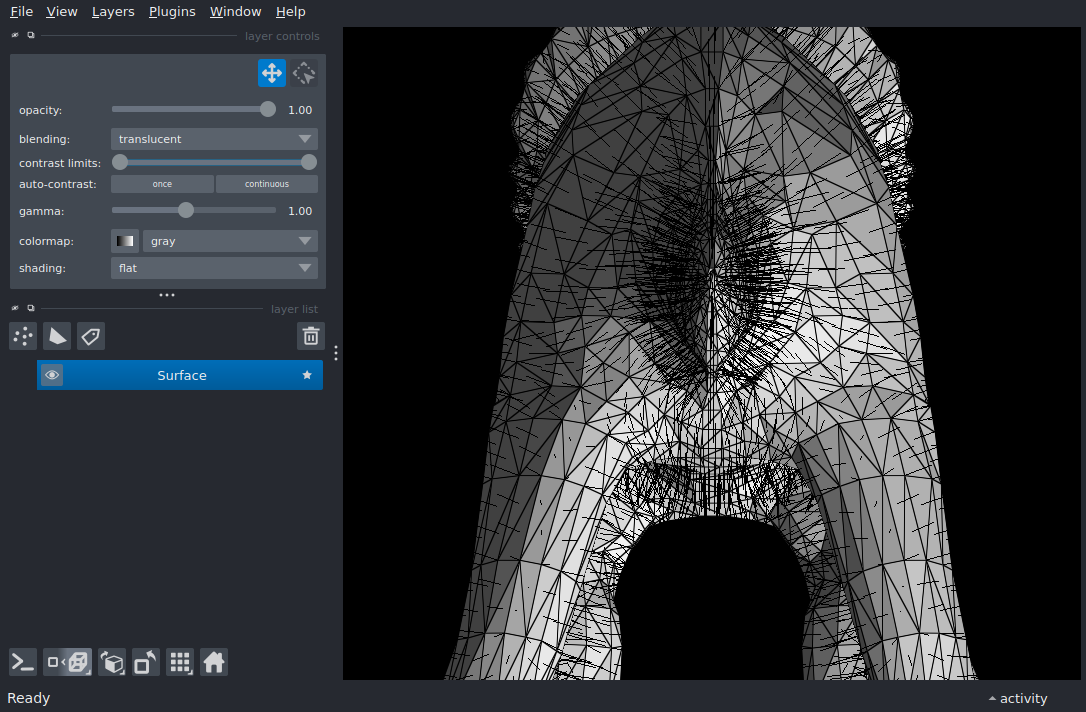 File View Layers Plugins Window Help
layer controls
opacity: 1.00
blending: translucent
contrast limits:
auto-contrast: once continuous
gamma: 1.00
colormap: gray
shading: flat
layer list
Surface
Ready activity